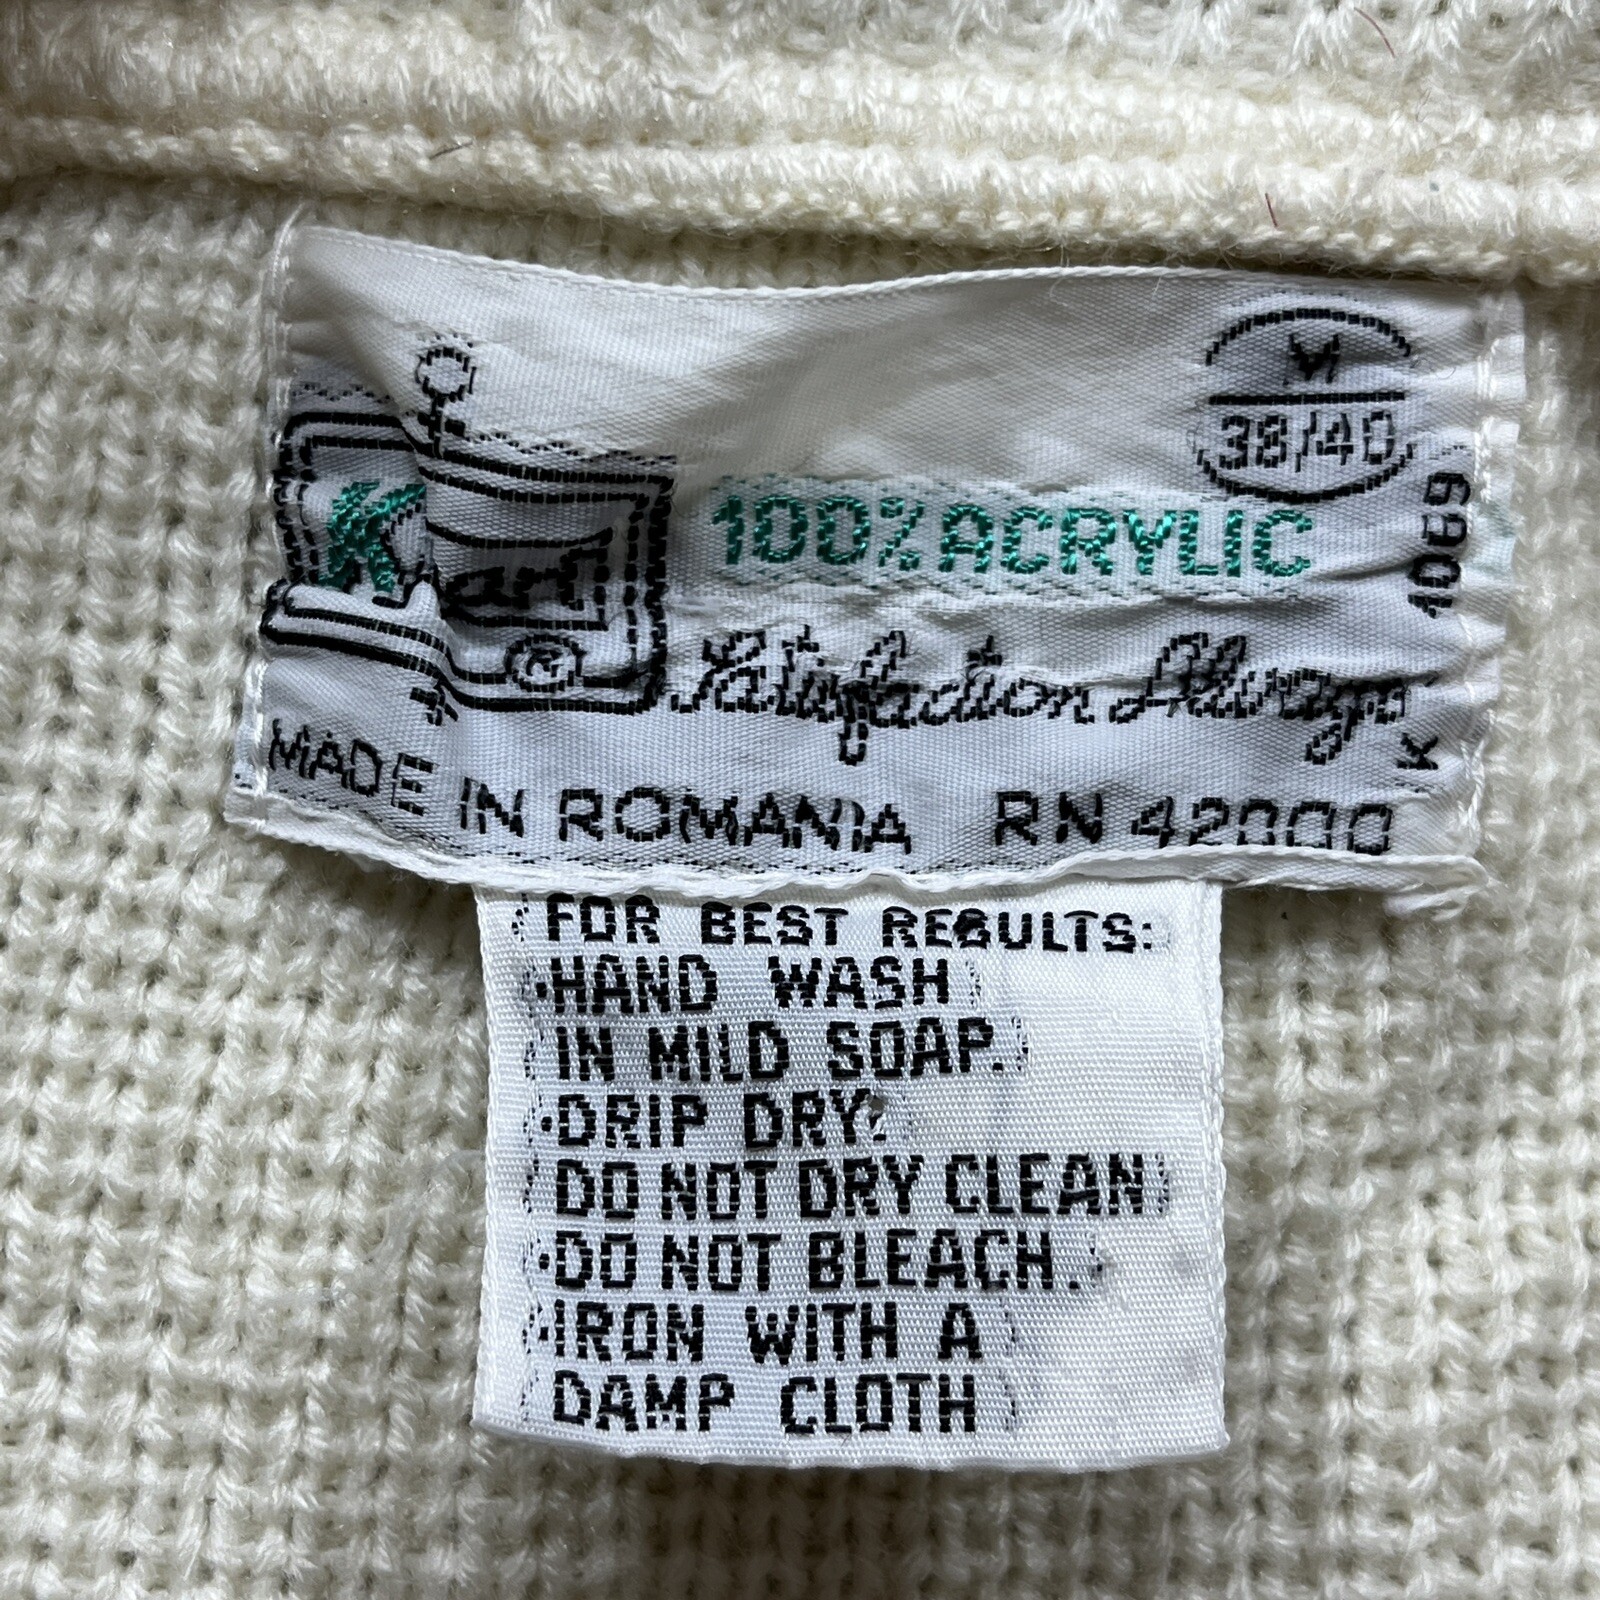 M
38/40
Kmart
®
100% ACRYLIC
Satisfaction Always
MADE IN ROMANIA RN 42000
K 1069
FOR BEST RESULTS:
·HAND WASH
IN MILD SOAP.
·DRIP DRY.
DO NOT DRY CLEAN
·DO NOT BLEACH.
·IRON WITH A
DAMP CLOTH